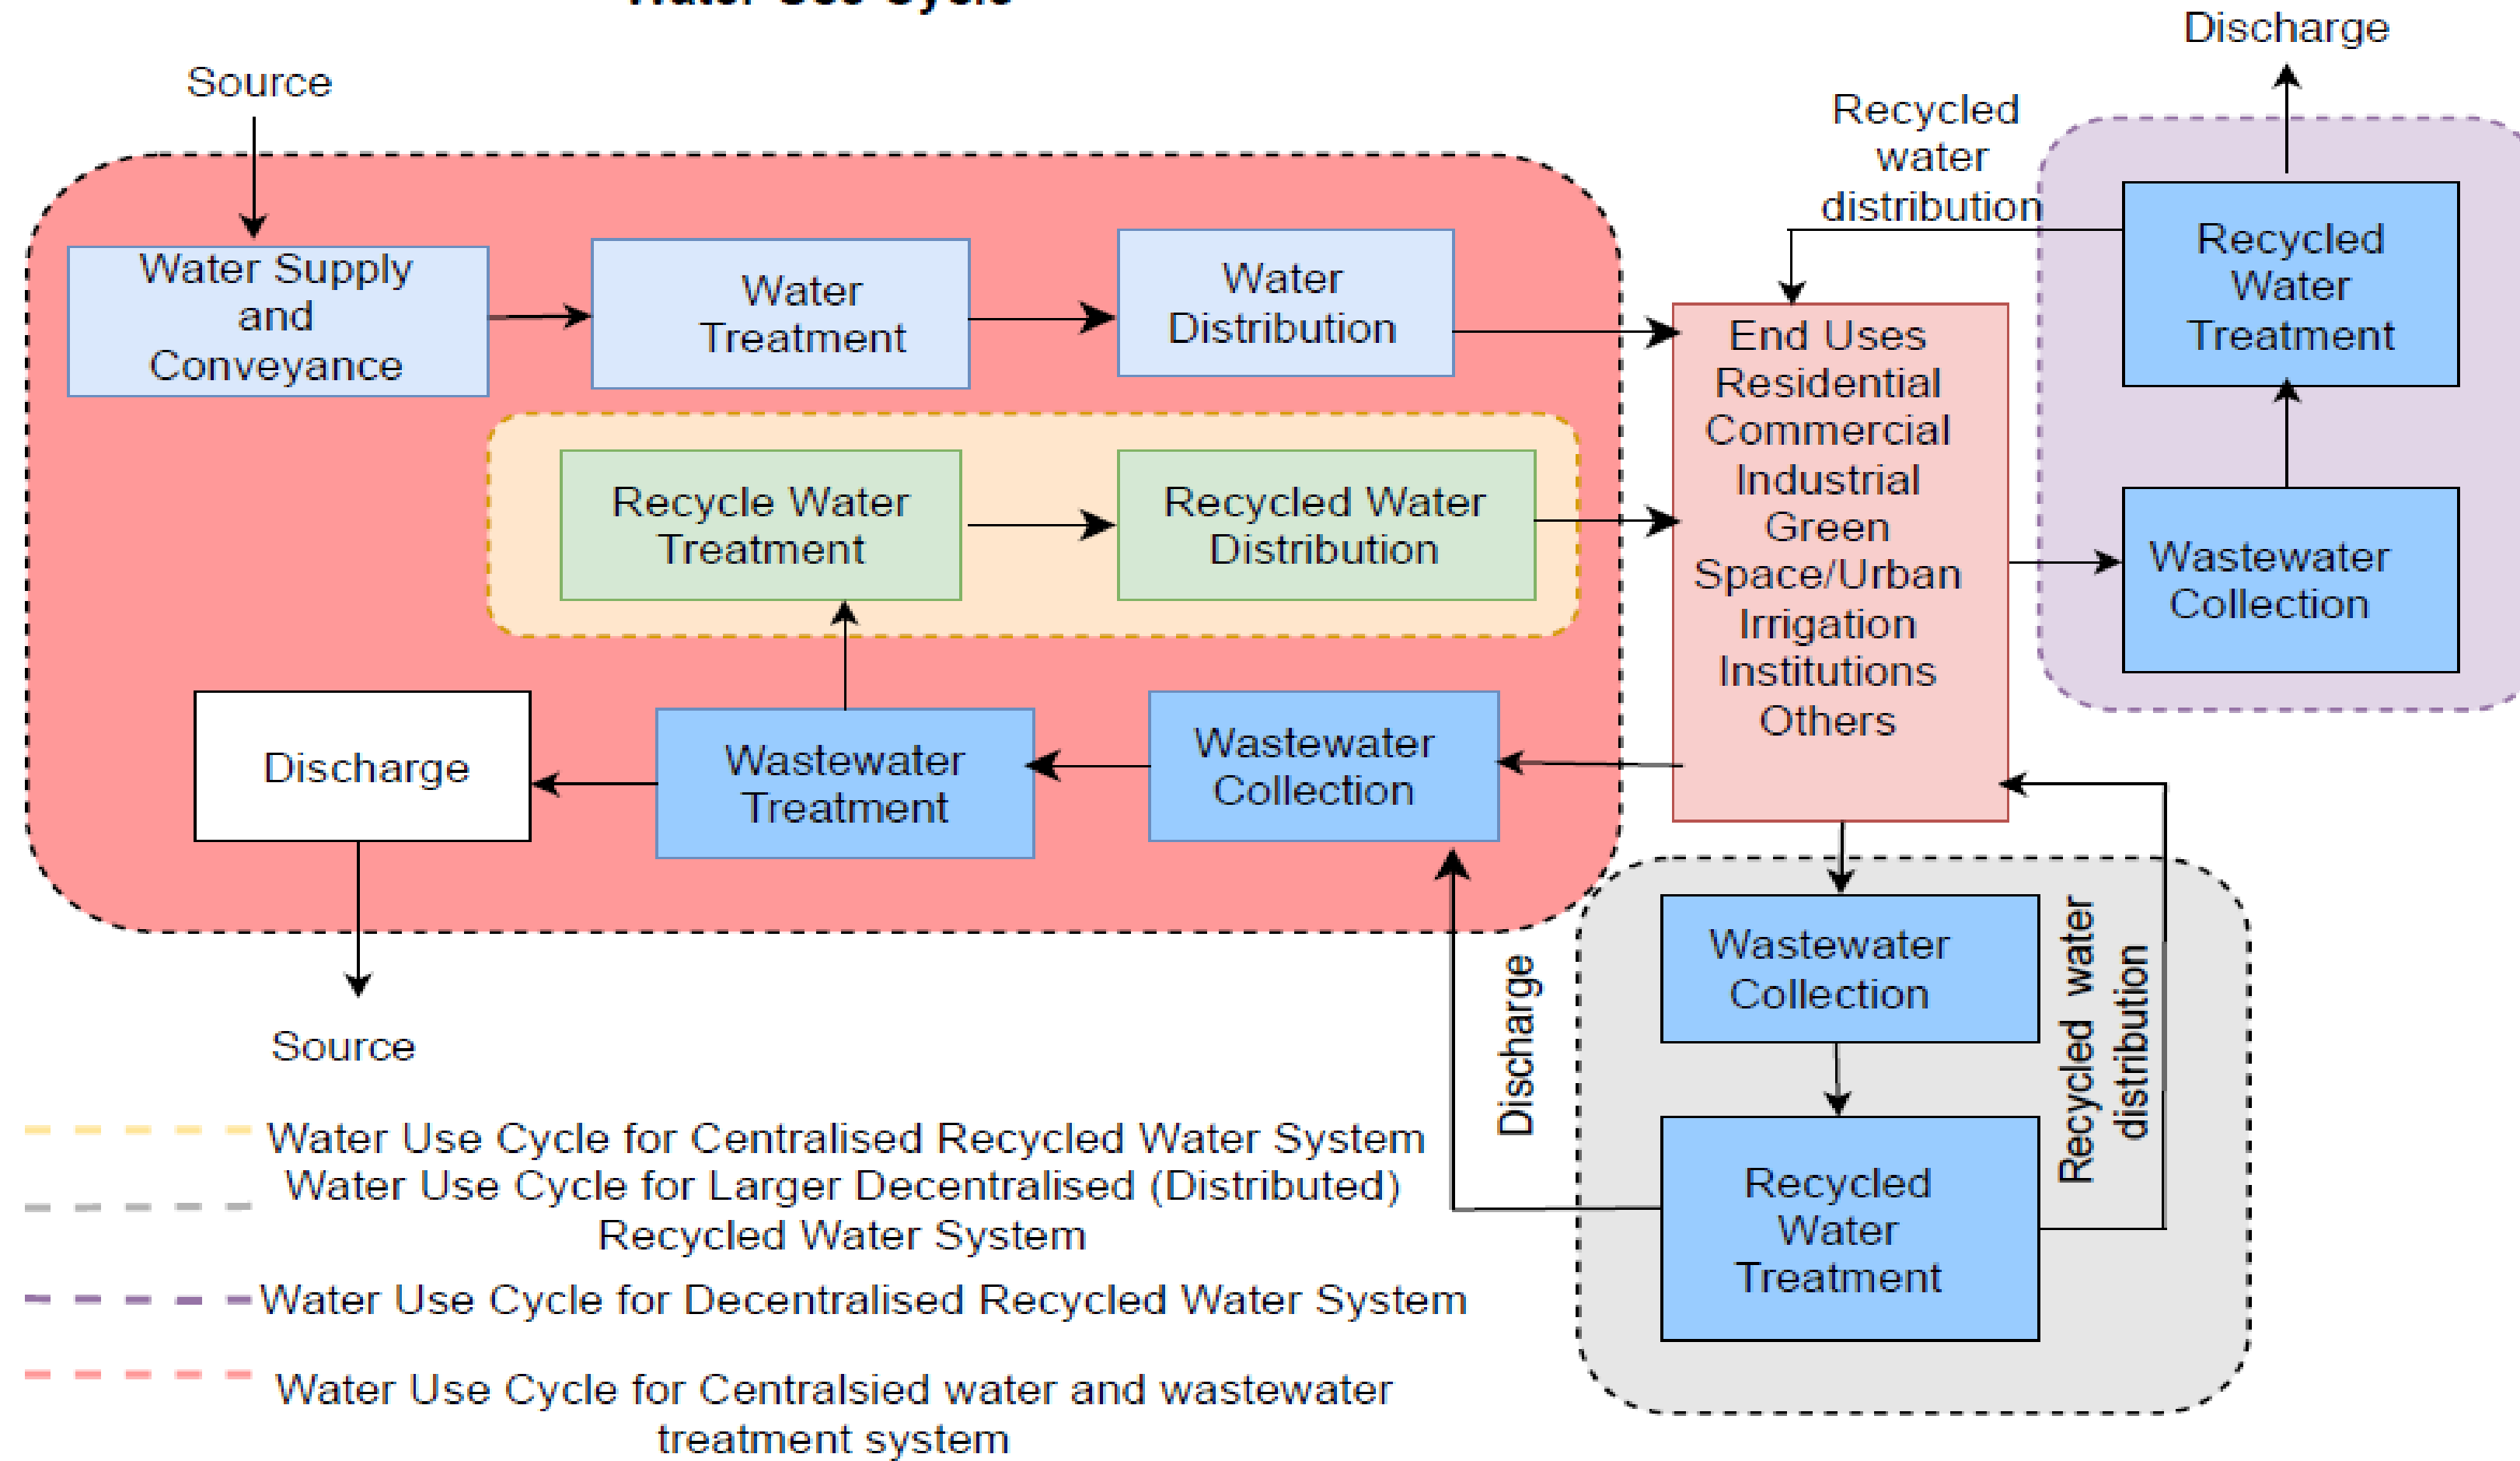 Water Use Cycle
Discharge
Source
Recycled
water
distribution
Water Supply
and
Conveyance
Water
Treatment
Water
Distribution
Recycled
Water
Treatment
End Uses
Residential
Commercial
Industrial
Green
Space/Urban
Irrigation
Institutions
Others
Recycle Water
Treatment
Recycled Water
Distribution
Wastewater
Collection
Discharge
Wastewater
Treatment
Wastewater
Collection
Source
Discharge
Wastewater
Collection
Recycled water
distribution
Recycled
Water
Treatment
Water Use Cycle for Centralised Recycled Water System
Water Use Cycle for Larger Decentralised (Distributed)
Recycled Water System
Water Use Cycle for Decentralised Recycled Water System
Water Use Cycle for Centralsied water and wastewater
treatment system